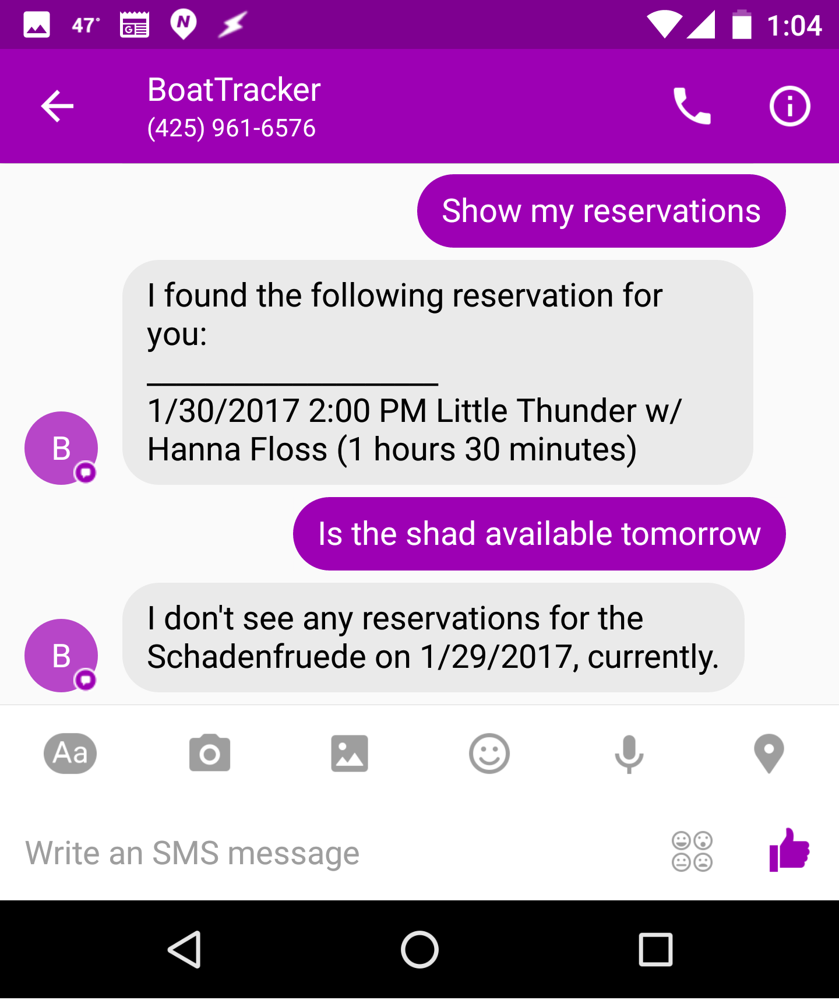 47°
G
N
1:04
BoatTracker
(425) 961-6576
Show my reservations
I found the following reservation for
you:
____________________
1/30/2017 2:00 PM Little Thunder w/
Hanna Floss (1 hours 30 minutes)
B
Is the shad available tomorrow
I don't see any reservations for the
Schadenfruede on 1/29/2017, currently.
B
Aa
Write an SMS message